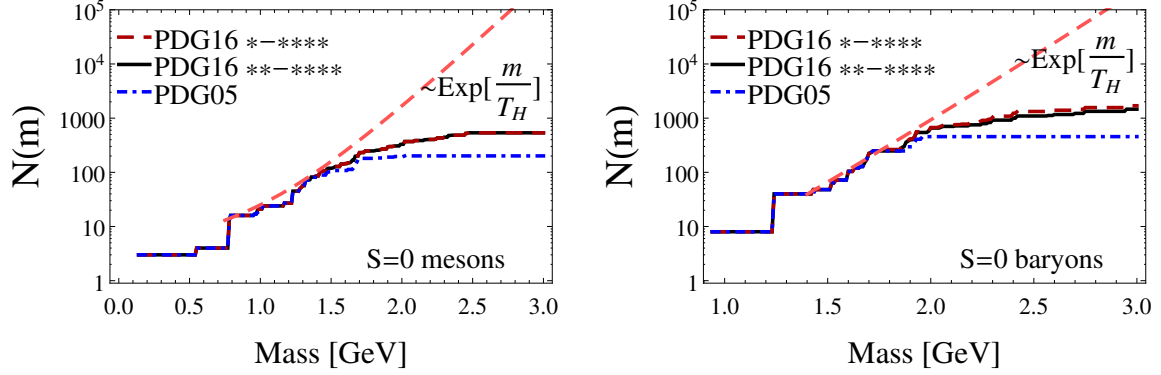 N(m)
10^5
10^4
1000
100
10
1
PDG16 *-****
PDG16 **-****
PDG05
~Exp[m/T_H]
S=0 mesons
0.0 0.5 1.0 1.5 2.0 2.5 3.0
Mass [GeV]
N(m)
10^5
10^4
1000
100
10
1
PDG16 *-****
PDG16 **-****
PDG05
~Exp[m/T_H]
S=0 baryons
1.0 1.5 2.0 2.5 3.0
Mass [GeV]